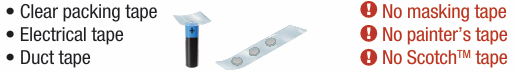 • Clear packing tape
• Electrical tape
• Duct tape
! No masking tape
! No painter's tape
! No Scotch™ tape